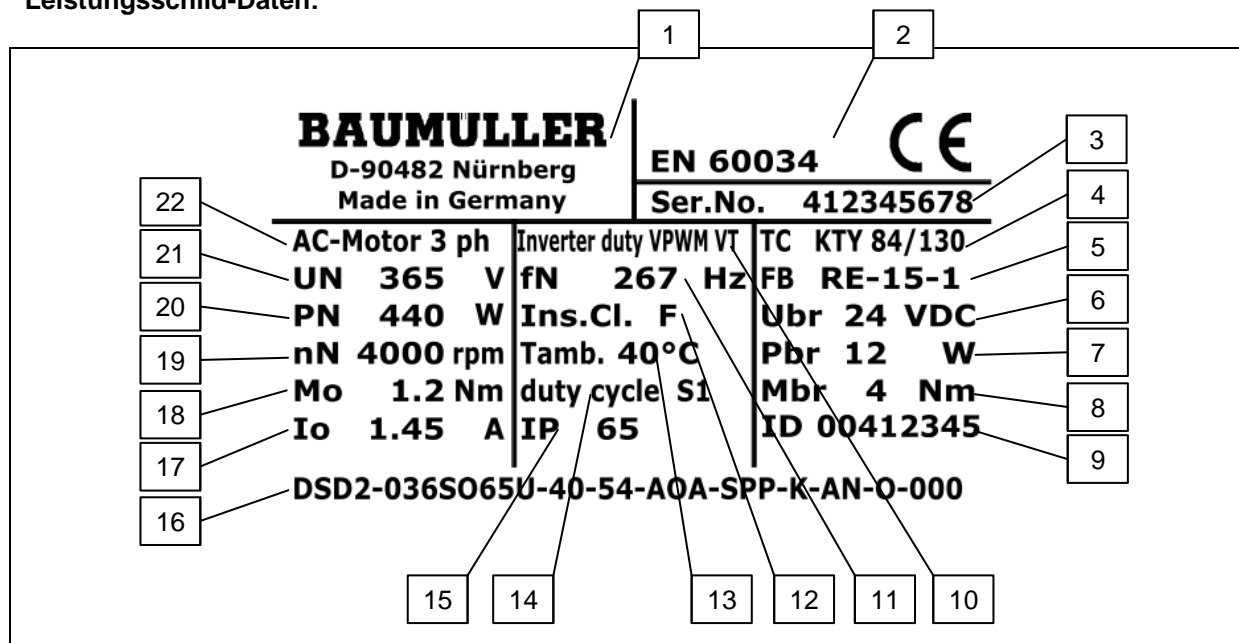 Leistungsschild-Daten:
1
2
BAUMÜLLER
D-90482 Nürnberg
Made in Germany
EN 60034 CE
Ser.No. 412345678
3
4
5
6
7
8
9
22
21
20
19
18
17
16
AC-Motor 3 ph
UN 365 V
PN 440 W
nN 4000 rpm
Mo 1.2 Nm
Io 1.45 A
Inverter duty VPWM VT
fN 267 Hz
Ins.Cl. F
Tamb. 40°C
duty cycle S1
IP 65
TC KTY 84/130
FB RE-15-1
Ubr 24 VDC
Pbr 12 W
Mbr 4 Nm
ID 00412345
DSD2-036SO65U-40-54-AOA-SPP-K-AN-O-000
15
14
13
12
11
10